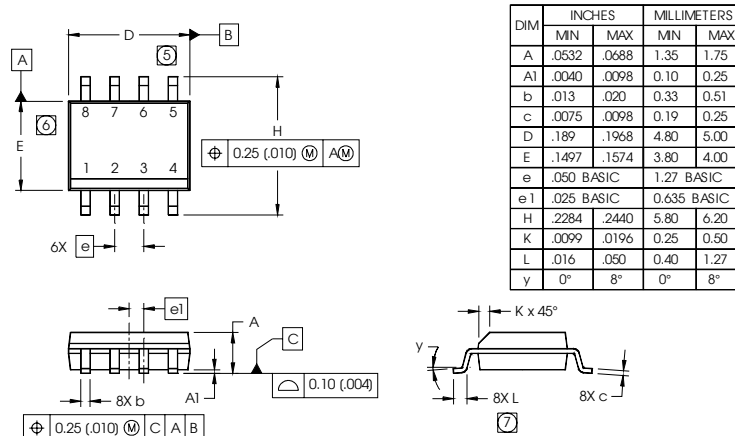 D
B
5
A
8 7 6 5
6
E
H
⌖ 0.25 (.010) Ⓜ AⓂ
1 2 3 4
6X e
e1
A
C
A1
8X b
⌓ 0.10 (.004)
⌖ 0.25 (.010) Ⓜ C A B
K x 45°
y
8X L
8X c
7
DIM INCHES MILLIMETERS
MIN MAX MIN MAX
A .0532 .0688 1.35 1.75
A1 .0040 .0098 0.10 0.25
b .013 .020 0.33 0.51
c .0075 .0098 0.19 0.25
D .189 .1968 4.80 5.00
E .1497 .1574 3.80 4.00
e .050 BASIC 1.27 BASIC
e1 .025 BASIC 0.635 BASIC
H .2284 .2440 5.80 6.20
K .0099 .0196 0.25 0.50
L .016 .050 0.40 1.27
y 0° 8° 0° 8°